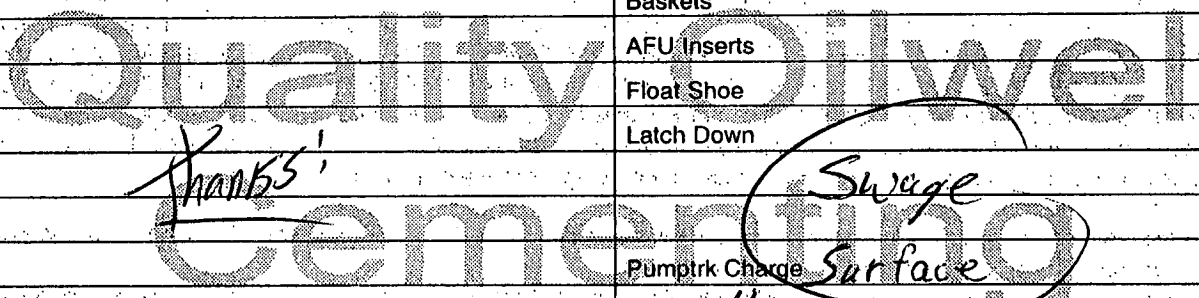 Baskets
Quality Oilwel
AFU Inserts
Float Shoe
Latch Down
Thanks!
Swage
Cementing
Pumptrk Charge Surface